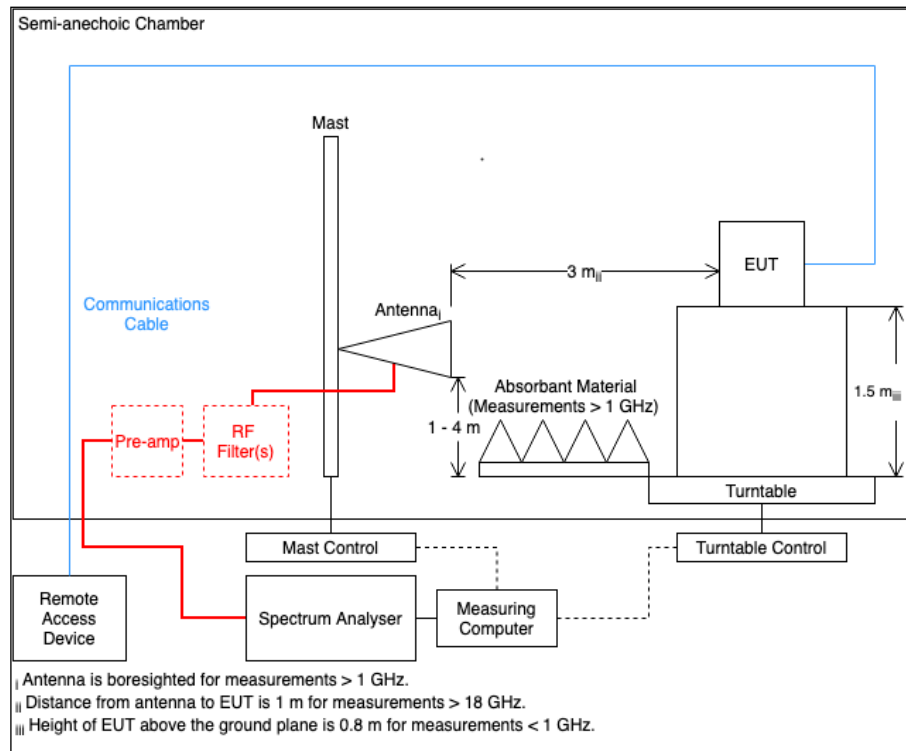 Semi-anechoic Chamber
Mast
EUT
3 mii
Communications
Cable
Antennai
Absorbant Material
(Measurements > 1 GHz)
1.5 miii
1 - 4 m
Pre-amp
RF
Filter(s)
Turntable
Mast Control
Turntable Control
Remote
Access
Device
Spectrum Analyser
Measuring
Computer
i Antenna is boresighted for measurements > 1 GHz.
ii Distance from antenna to EUT is 1 m for measurements > 18 GHz.
iii Height of EUT above the ground plane is 0.8 m for measurements < 1 GHz.